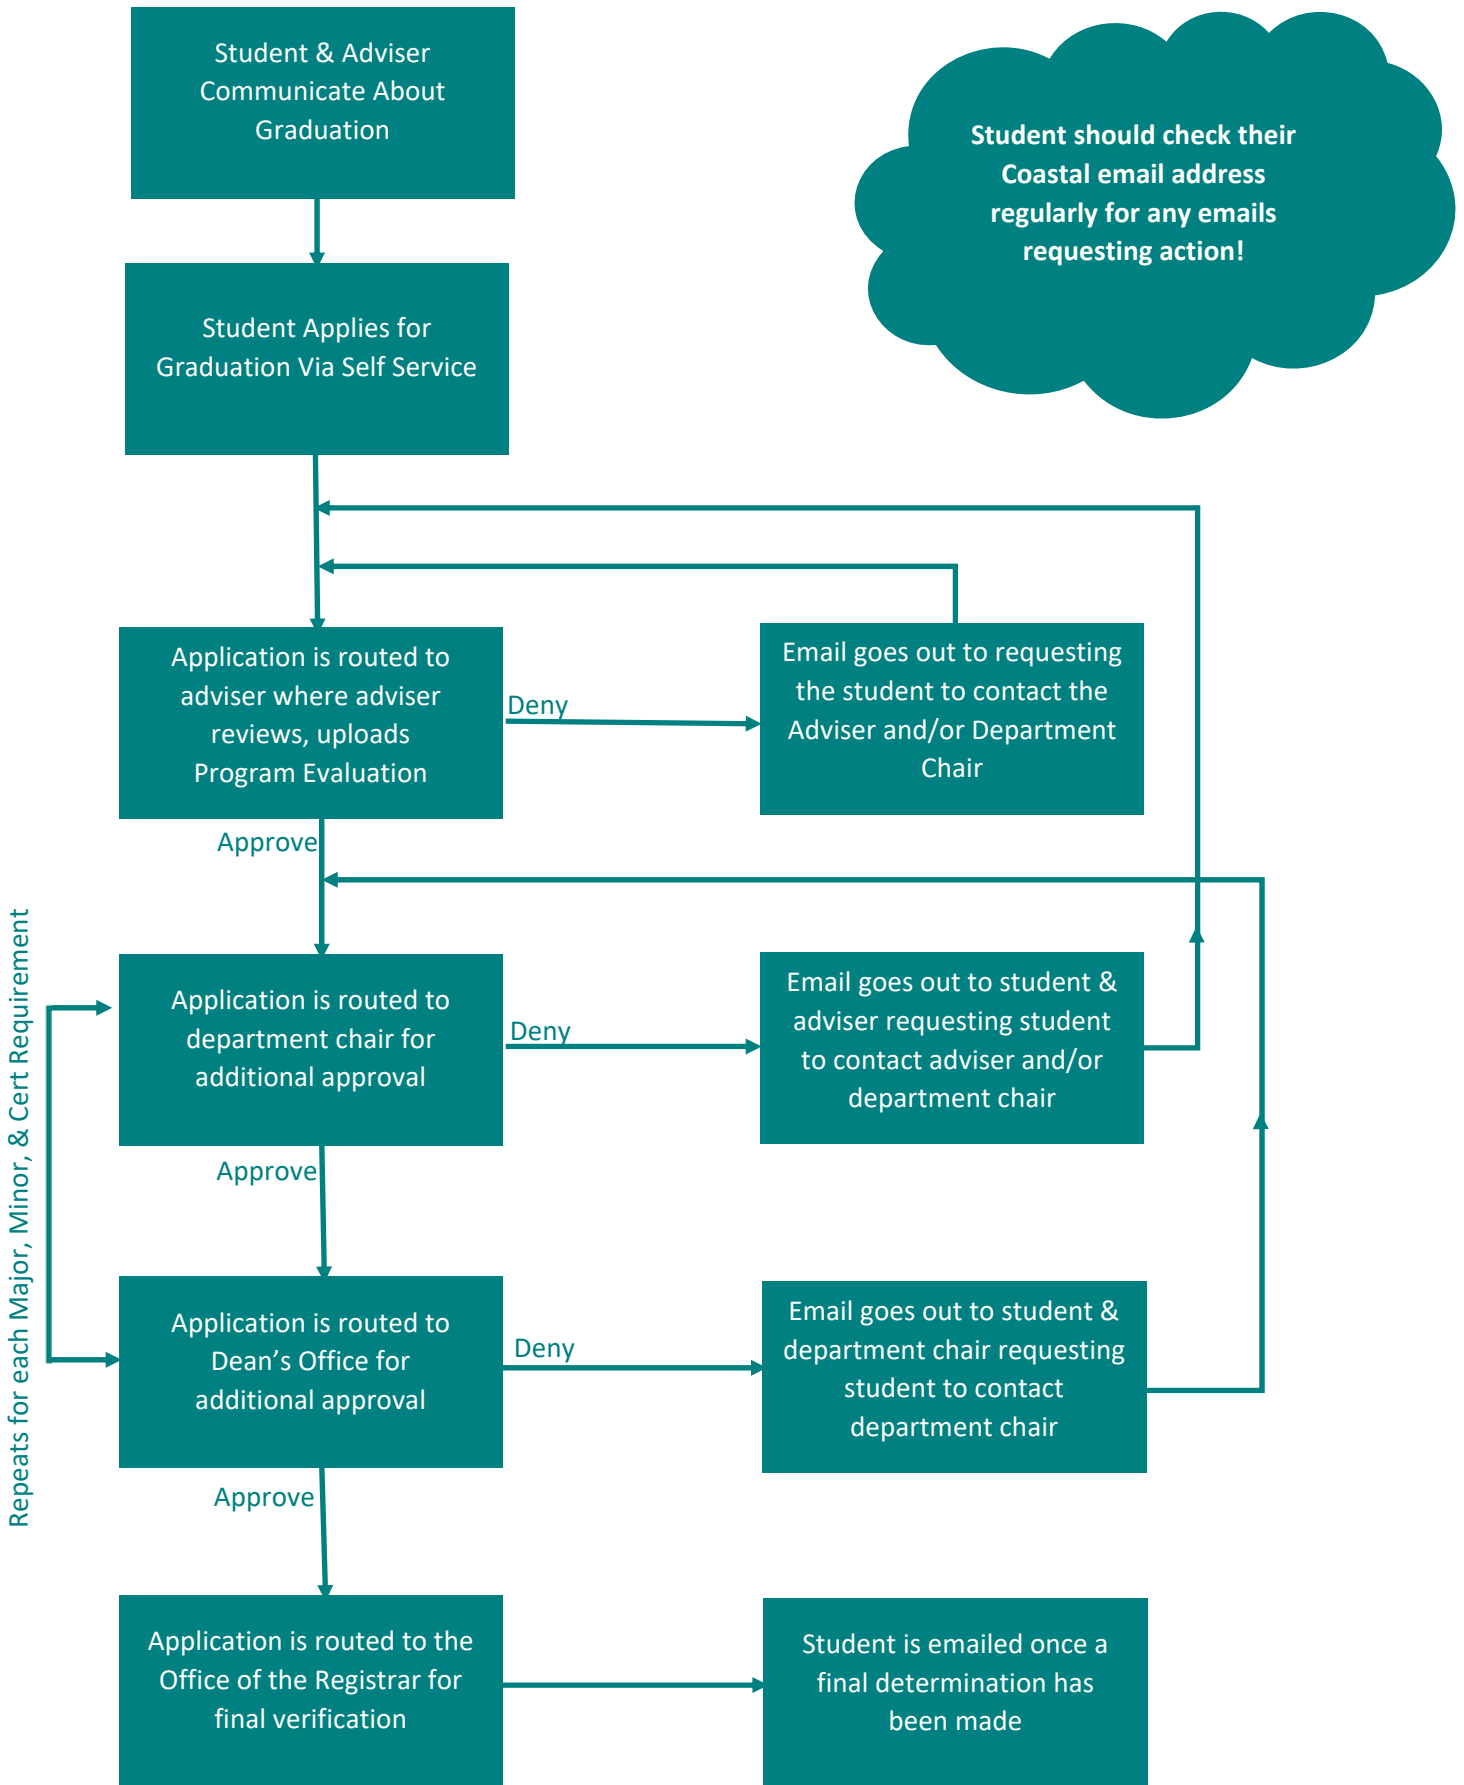 Student & Adviser
Communicate About
Graduation
Student should check their
Coastal email address
regularly for any emails
requesting action!
Student Applies for
Graduation Via Self Service
Application is routed to
adviser where adviser
reviews, uploads
Program Evaluation
Deny
Email goes out to requesting
the student to contact the
Adviser and/or Department
Chair
Approve
Repeats for each Major, Minor, & Cert Requirement
Application is routed to
department chair for
additional approval
Deny
Email goes out to student &
adviser requesting student
to contact adviser and/or
department chair
Approve
Application is routed to
Dean’s Office for
additional approval
Deny
Email goes out to student &
department chair requesting
student to contact
department chair
Approve
Application is routed to the
Office of the Registrar for
final verification
Student is emailed once a
final determination has
been made